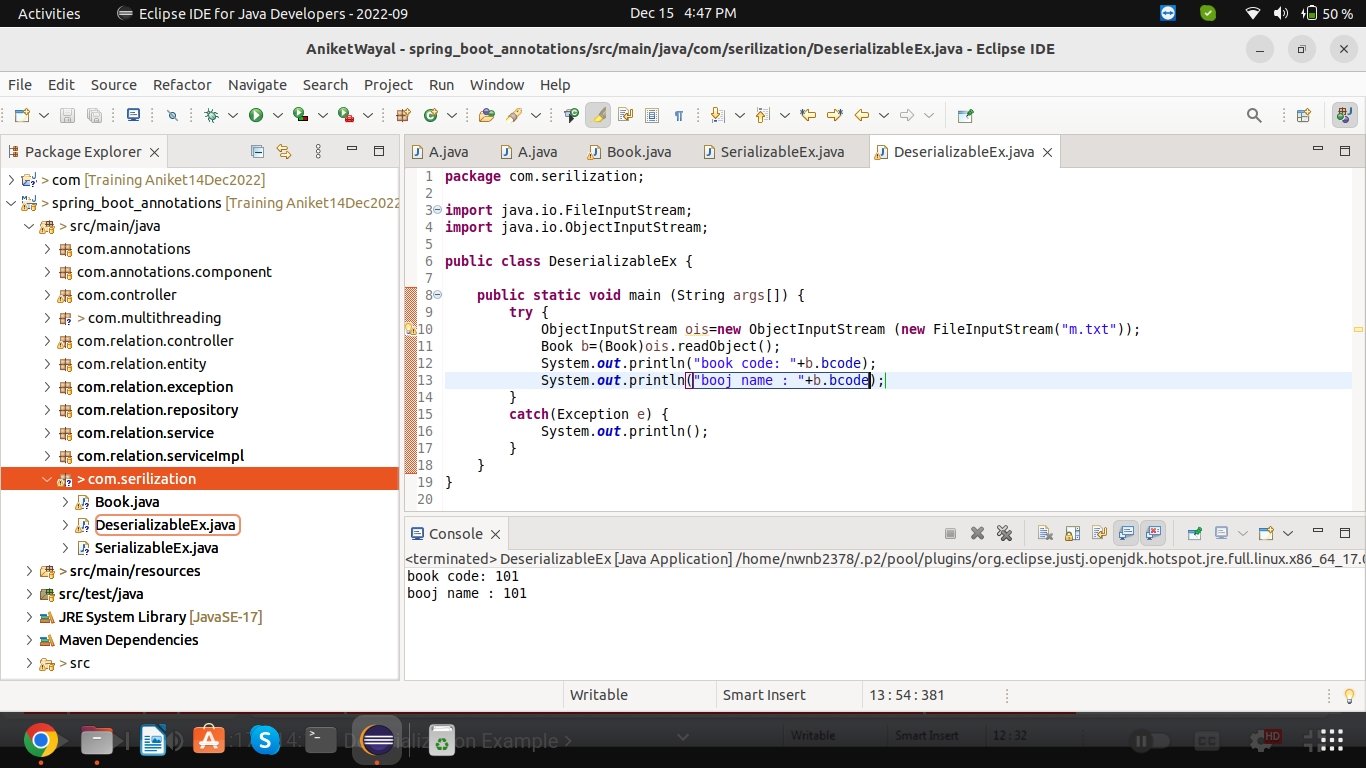 Activities Eclipse IDE for Java Developers - 2022-09 Dec 15 4:47 PM 50 %
AniketWayal - spring_boot_annotations/src/main/java/com/serilization/DeserializableEx.java - Eclipse IDE
File Edit Source Refactor Navigate Search Project Run Window Help
Package Explorer
> com [Training Aniket14Dec2022]
> spring_boot_annotations [Training Aniket14Dec2022
> src/main/java
com.annotations
com.annotations.component
com.controller
> com.multithreading
com.relation.controller
com.relation.entity
com.relation.exception
com.relation.repository
com.relation.service
com.relation.serviceImpl
> com.serilization
Book.java
DeserializableEx.java
SerializableEx.java
> src/main/resources
src/test/java
JRE System Library [JavaSE-17]
Maven Dependencies
> src
A.java A.java Book.java SerializableEx.java DeserializableEx.java
1 package com.serilization;
2
3 import java.io.FileInputStream;
4 import java.io.ObjectInputStream;
5
6 public class DeserializableEx {
7
8 public static void main (String args[]) {
9 try {
10 ObjectInputStream ois=new ObjectInputStream (new FileInputStream("m.txt"));
11 Book b=(Book)ois.readObject();
12 System.out.println("book code: "+b.bcode);
13 System.out.println("booj name : "+b.bcode);
14 }
15 catch(Exception e) {
16 System.out.println();
17 }
18 }
19 }
20
Console
<terminated> DeserializableEx [Java Application] /home/nwnb2378/.p2/pool/plugins/org.eclipse.justj.openjdk.hotspot.jre.full.linux.x86_64_17.0
book code: 101
booj name : 101
Writable Smart Insert 13 : 54 : 381
Example > Writable Smart Insert 12 : 32 CC HD